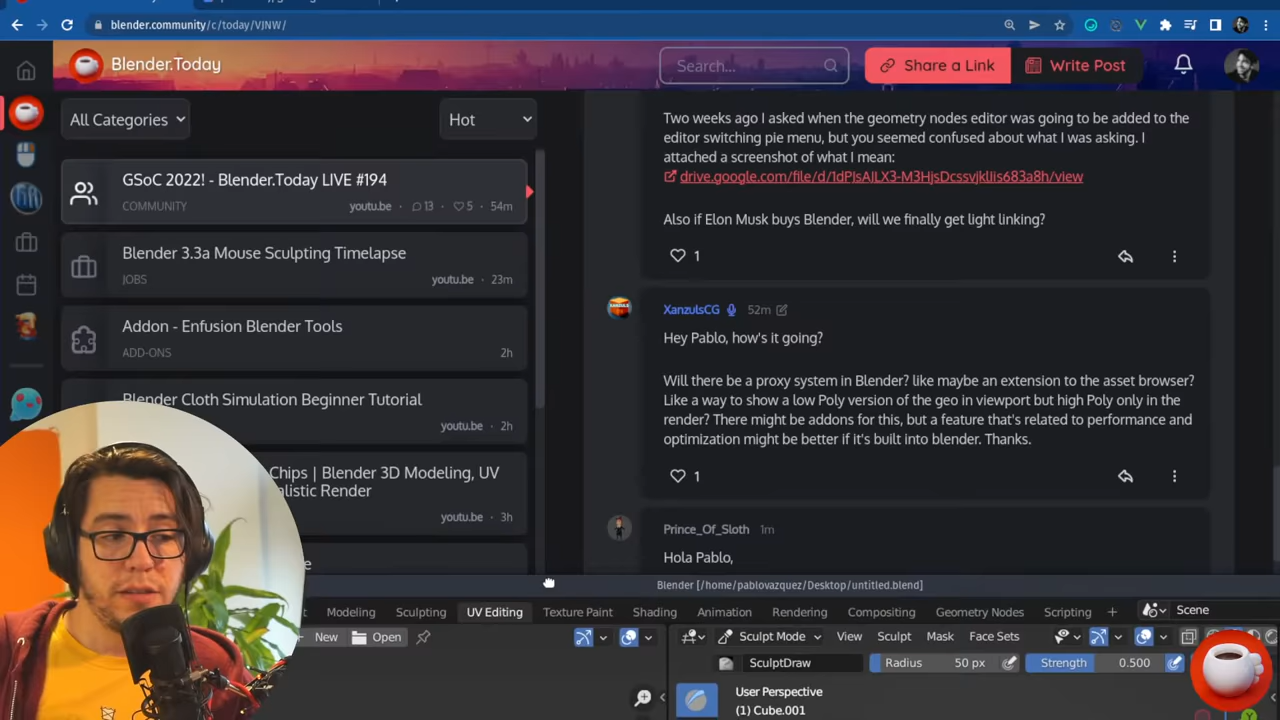 blender.community/c/today/VJNW/
Blender.Today
Search...
Share a Link
Write Post
All Categories
Hot
GSoC 2022! - Blender.Today LIVE #194
COMMUNITY
youtu.be · 13 · 5 · 54m
Blender 3.3a Mouse Sculpting Timelapse
JOBS
youtu.be · 23m
Addon - Enfusion Blender Tools
ADD-ONS
2h
Blender Cloth Simulation Beginner Tutorial
youtu.be · 2h
Chips | Blender 3D Modeling, UV
Realistic Render
youtu.be · 3h
Two weeks ago I asked when the geometry nodes editor was going to be added to the
editor switching pie menu, but you seemed confused about what I was asking. I
attached a screenshot of what I mean:
Also if Elon Musk buys Blender, will we finally get light linking?
1
XanzulsCG 52m
Hey Pablo, how's it going?
Will there be a proxy system in Blender? like maybe an extension to the asset browser?
Like a way to show a low Poly version of the geo in viewport but high Poly only in the
render? There might be addons for this, but a feature that's related to performance and
optimization might be better if it's built into blender. Thanks.
1
Prince_Of_Sloth 1m
Hola Pablo,
Blender [/home/pablovazquez/Desktop/untitled.blend]
Modeling Sculpting UV Editing Texture Paint Shading Animation Rendering Compositing Geometry Nodes Scripting + Scene
New Open
Sculpt Mode View Sculpt Mask Face Sets
SculptDraw Radius 50 px Strength 0.500
User Perspective
(1) Cube.001